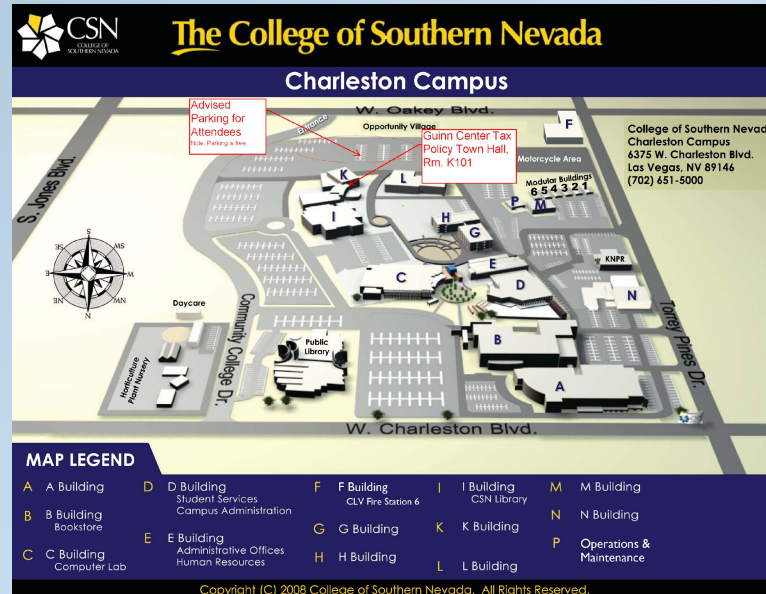 CSN
COLLEGE OF
SOUTHERN NEVADA
The College of Southern Nevada
Charleston Campus
Advised
Parking for
Attendees
Note. Parking is free.
W. Oakey Blvd.
Entrance
Opportunity Village
F
Guinn Center Tax
Policy Town Hall,
Rm. K101
Motorcycle Area
College of Southern Nevad
Charleston Campus
6375 W. Charleston Blvd.
Las Vegas, NV 89146
(702) 651-5000
S. Jones Blvd.
K
L
Modular Buildings
6 5 4 3 2 1
P
M
I
H
G
S
SE
SW
E
W
NE
NW
N
C
E
D
KNPR
N
Daycare
Community College Dr.
Torrey Pines Dr.
Public
Library
B
A
Horticulture
Plant Nursery
W. Charleston Blvd.
MAP LEGEND
A A Building
B B Building
Bookstore
C C Building
Computer Lab
D D Building
Student Services
Campus Administration
E E Building
Administrative Offices
Human Resources
F F Building
CLV Fire Station 6
G G Building
H H Building
I I Building
CSN Library
K K Building
L L Building
M M Building
N N Building
P Operations &
Maintenance
Copyright (C) 2008 College of Southern Nevada. All Rights Reserved.